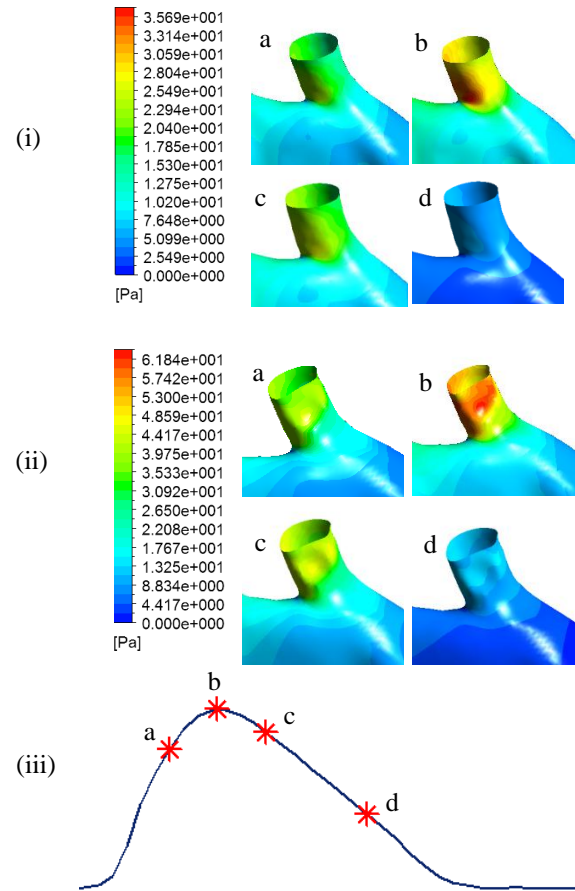 (i)
3.569e+001
3.314e+001
3.059e+001
2.804e+001
2.549e+001
2.294e+001
2.040e+001
1.785e+001
1.530e+001
1.275e+001
1.020e+001
7.648e+000
5.099e+000
2.549e+000
0.000e+000
[Pa]
a
b
c
d
(ii)
6.184e+001
5.742e+001
5.300e+001
4.859e+001
4.417e+001
3.975e+001
3.533e+001
3.092e+001
2.650e+001
2.208e+001
1.767e+001
1.325e+001
8.834e+000
4.417e+000
0.000e+000
[Pa]
a
b
c
d
(iii)
a
b
c
d